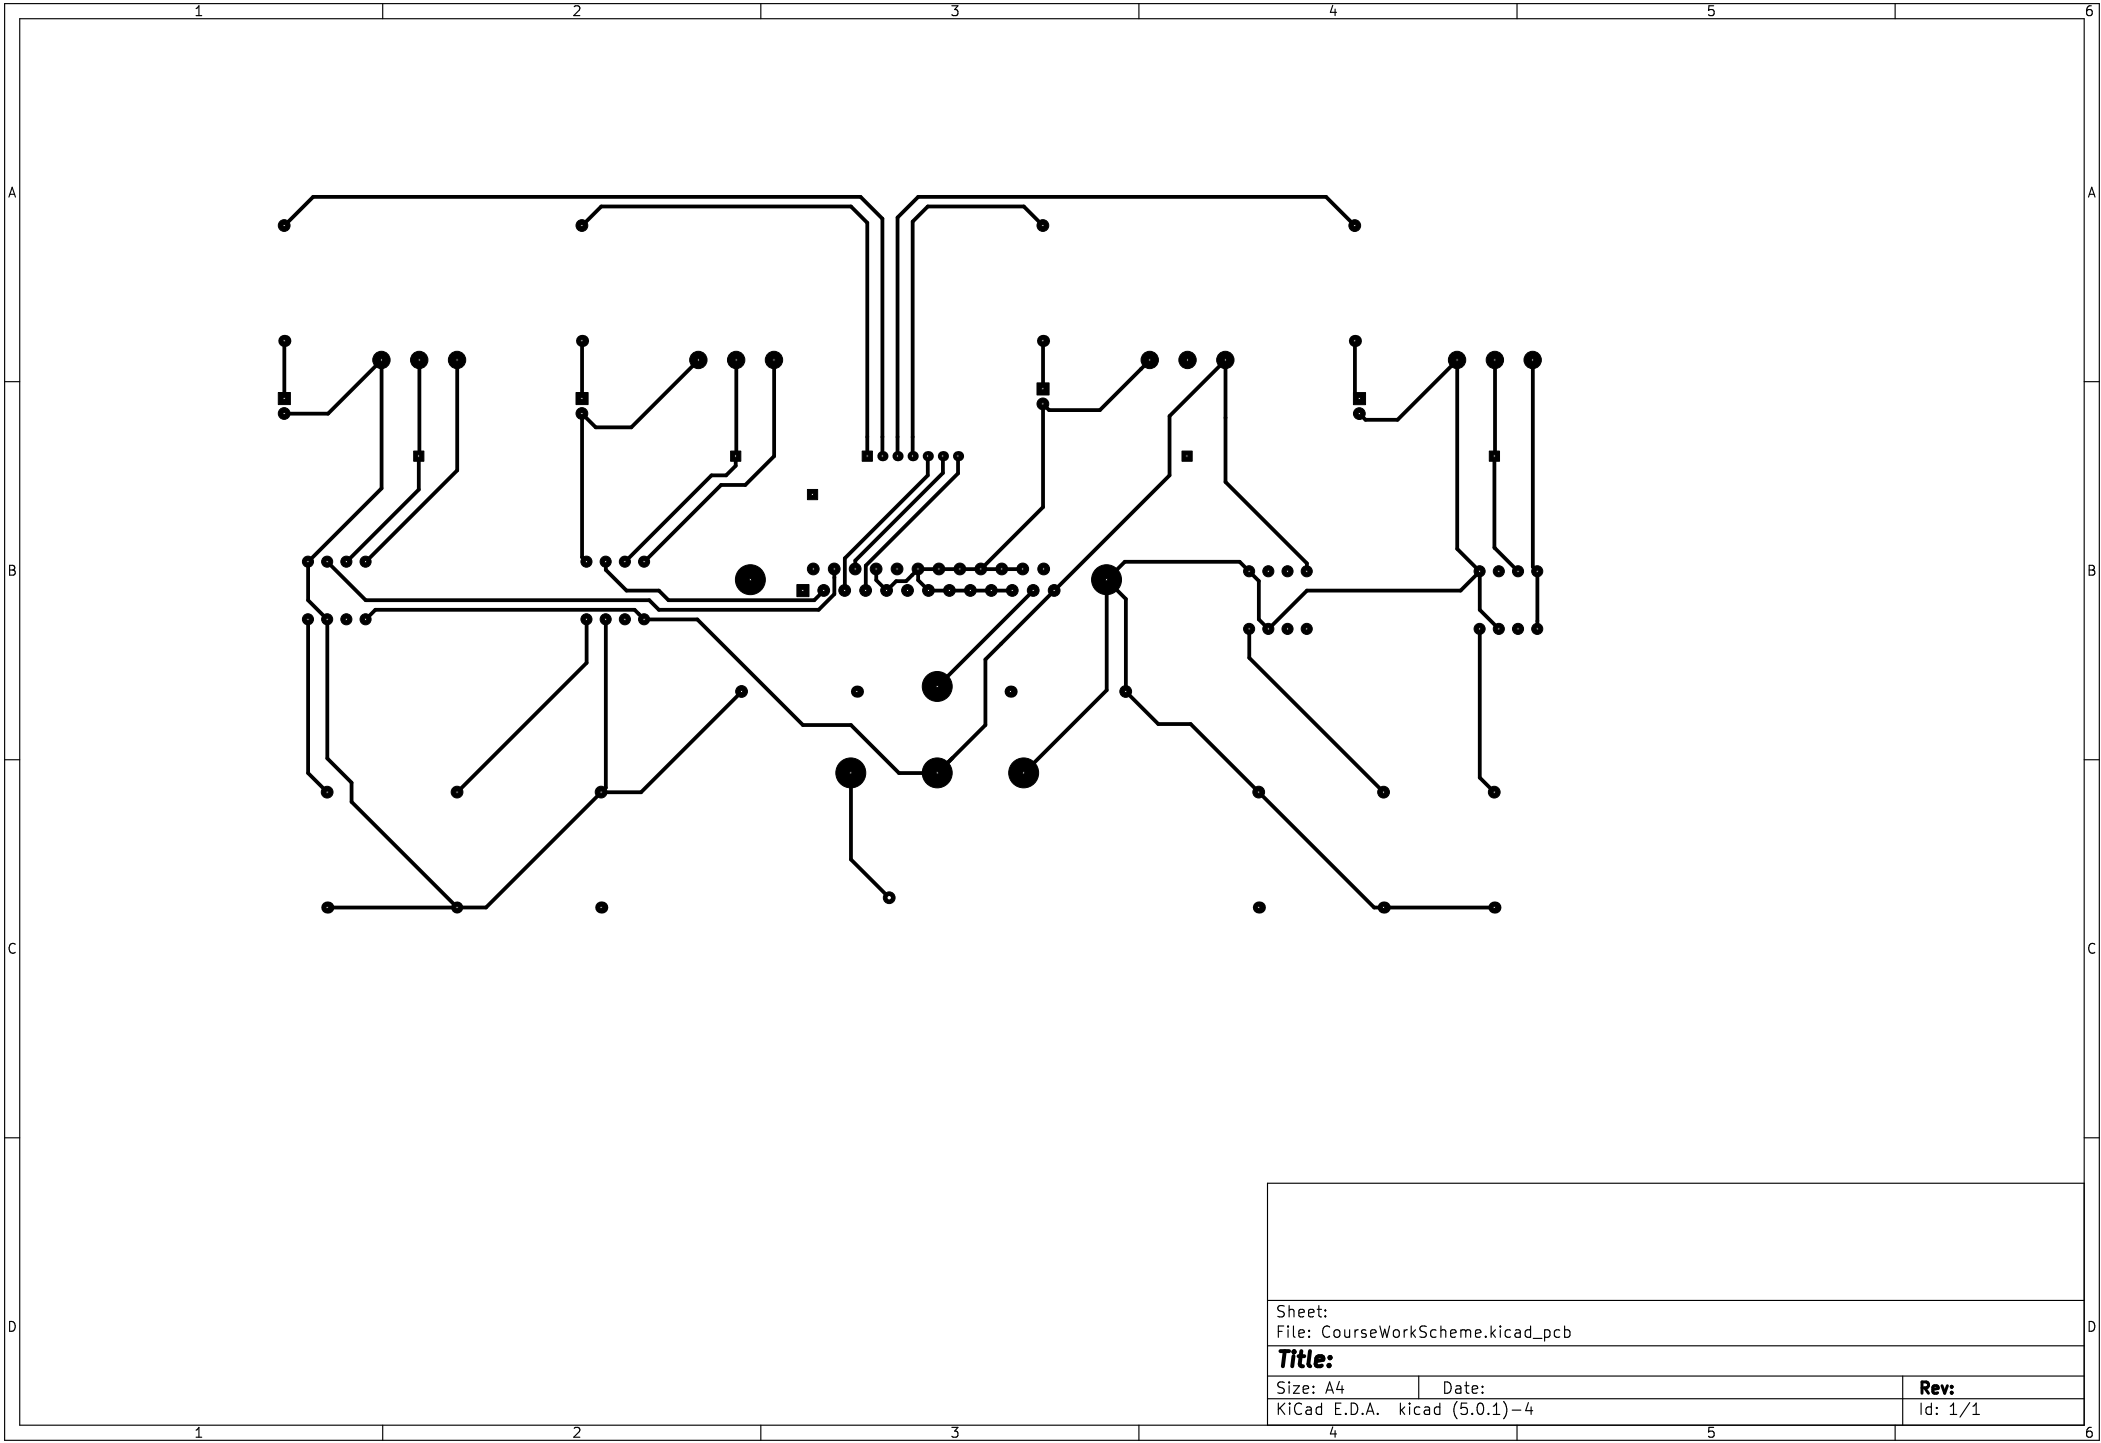 1 2 3 4 5 6
A A
B B
C C
D D
Sheet:
File: CourseWorkScheme.kicad_pcb
Title:
Size: A4 Date: Rev:
KiCad E.D.A. kicad (5.0.1)-4 Id: 1/1
1 2 3 4 5 6